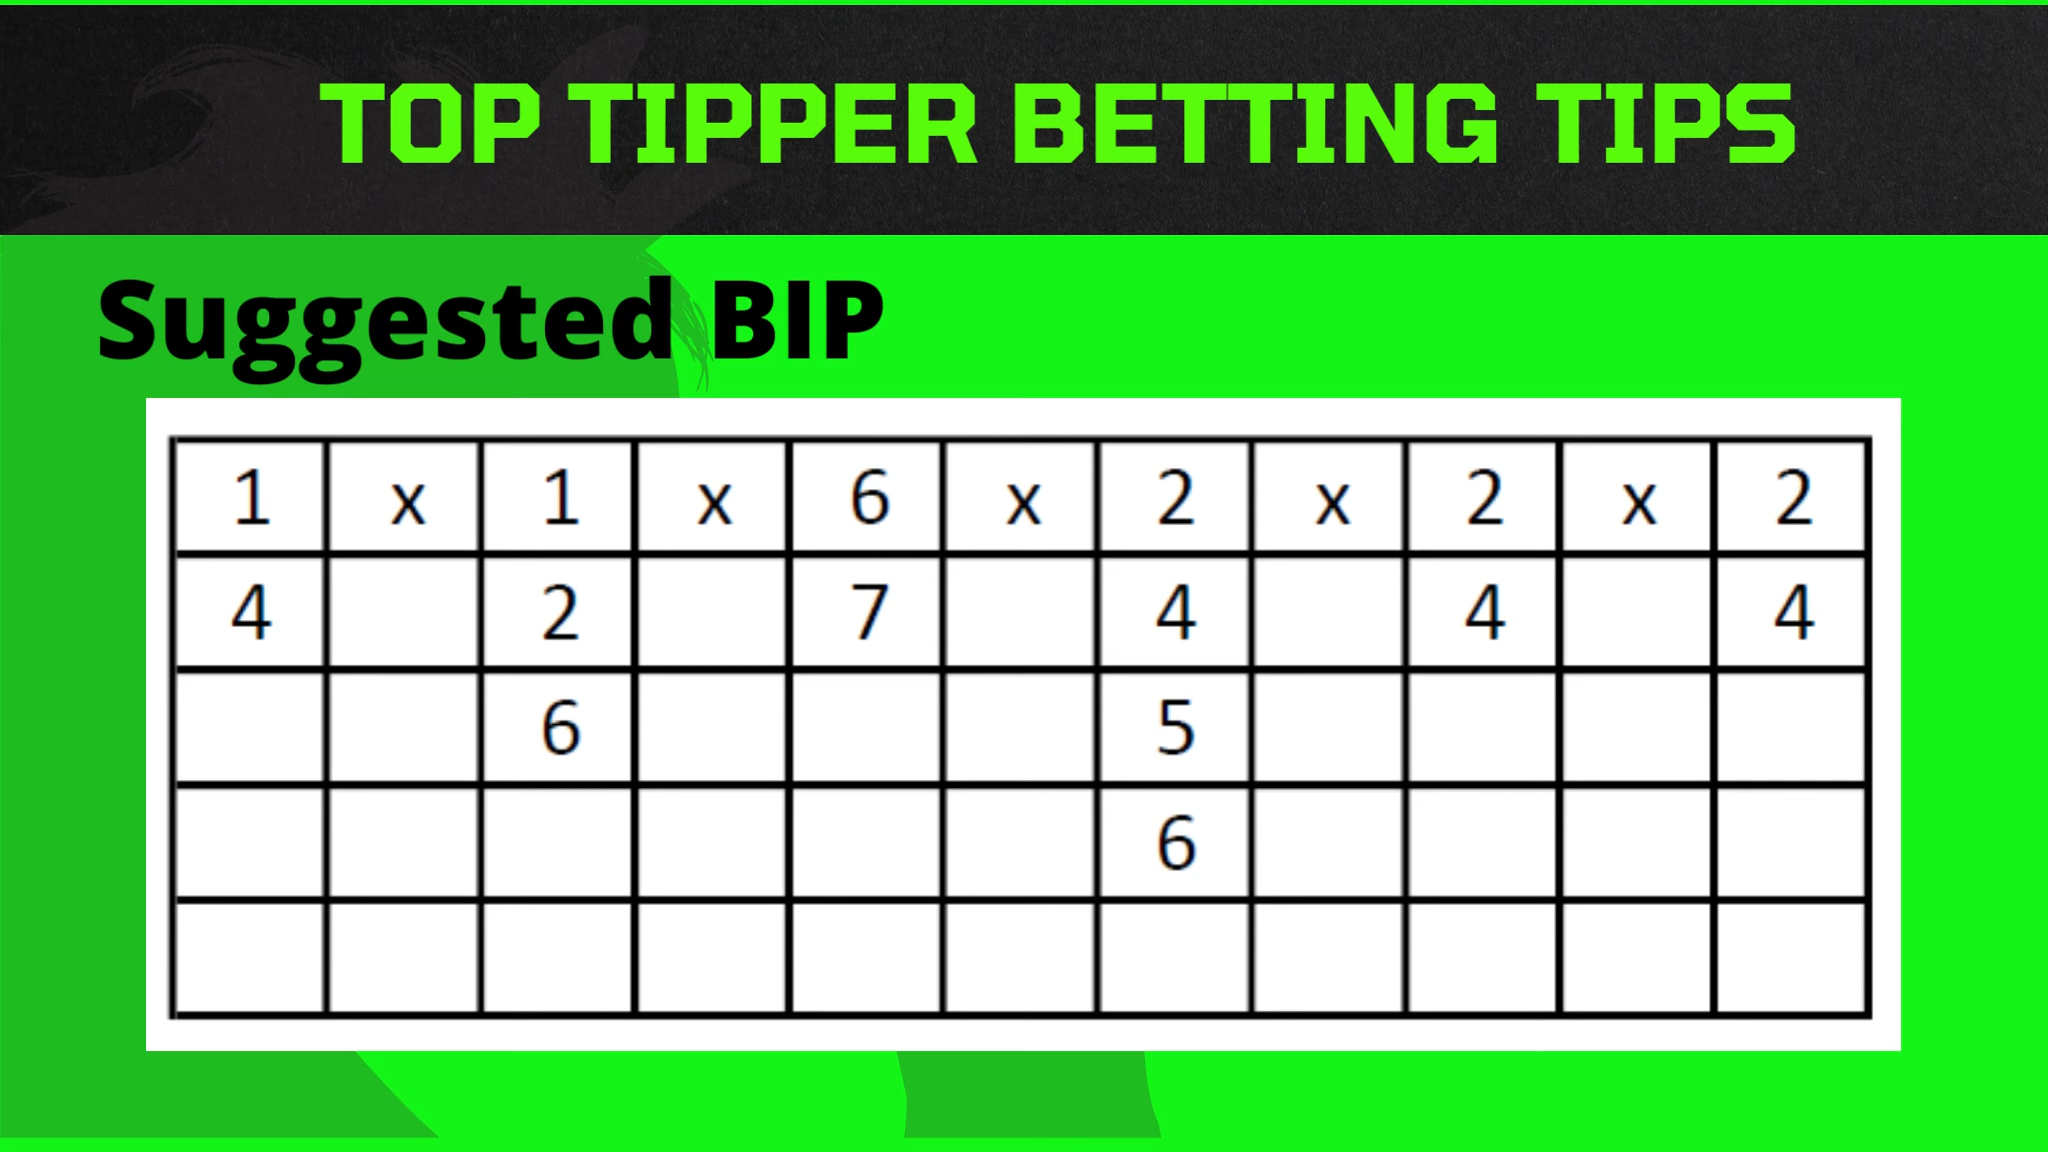 TOP TIPPER BETTING TIPS
Suggested BIP
1 x 1 x 6 x 2 x 2 x 2
4 2 7 4 4 4
6 5
6